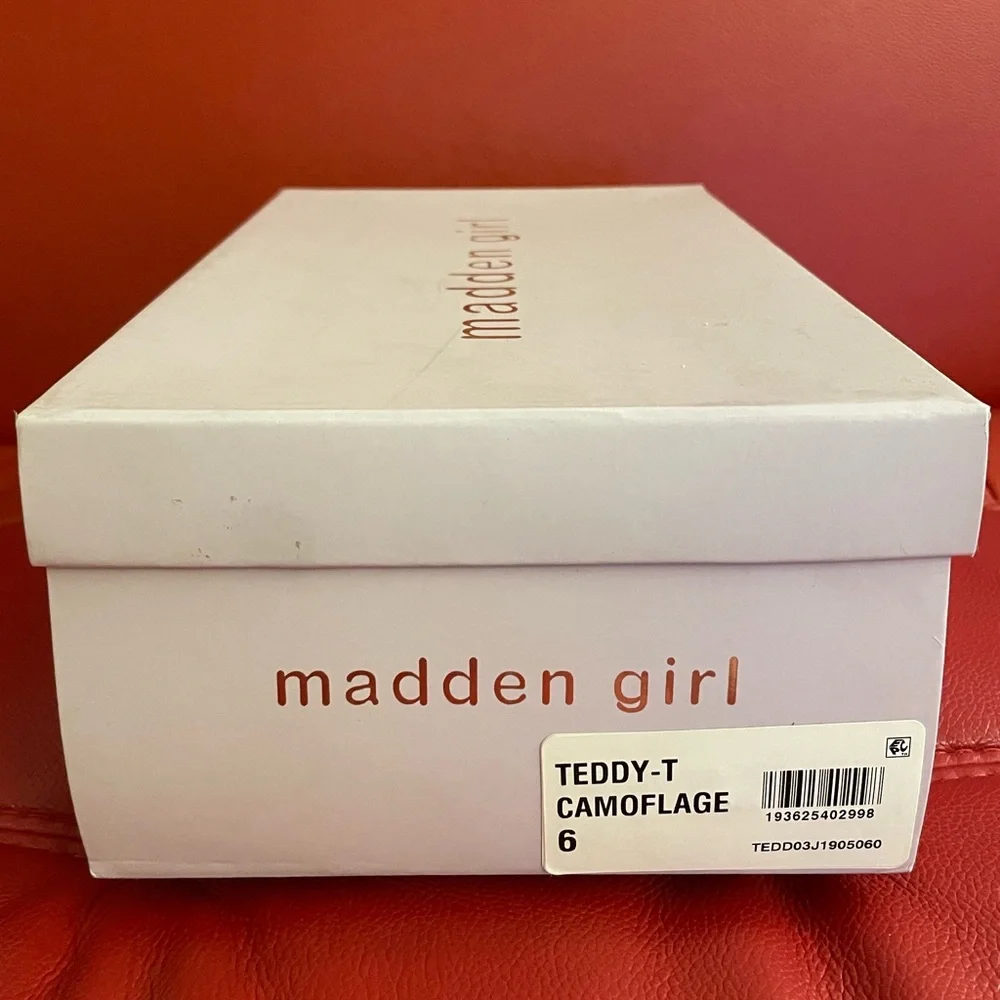 madden girl
madden girl
TEDDY-T
CAMOFLAGE
6
193625402998
TEDD03J1905060